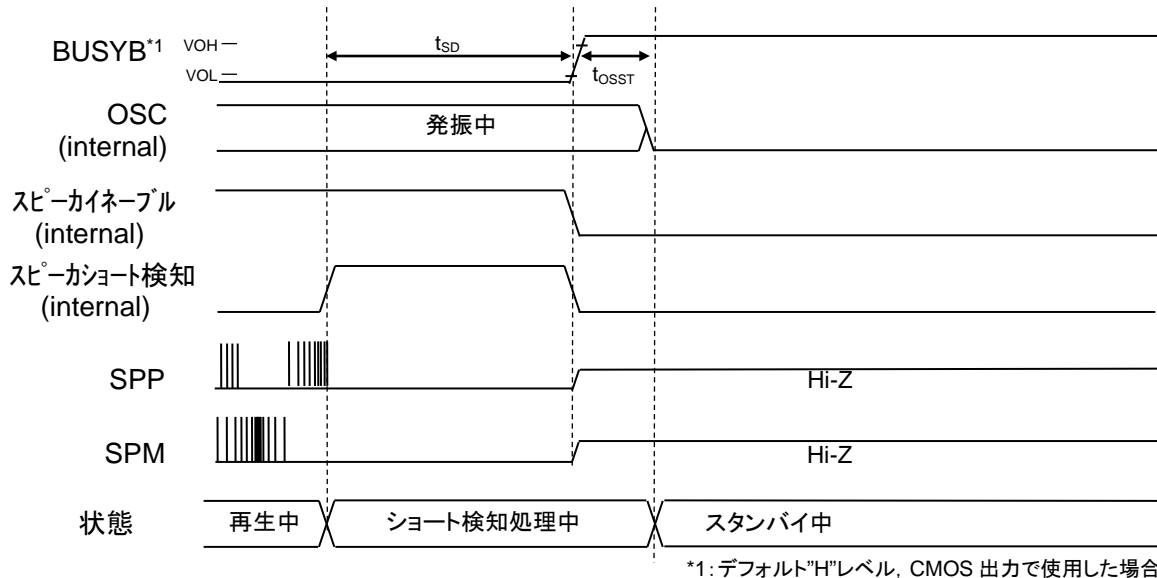 BUSYB*1
VOH
VOL
tSD
tOSST
OSC
(internal)
発振中
スピーカイネーブル
(internal)
スピーカショート検知
(internal)
SPP
Hi-Z
SPM
Hi-Z
状態
再生中
ショート検知処理中
スタンバイ中
*1：デフォルト"H"レベル，CMOS 出力で使用した場合